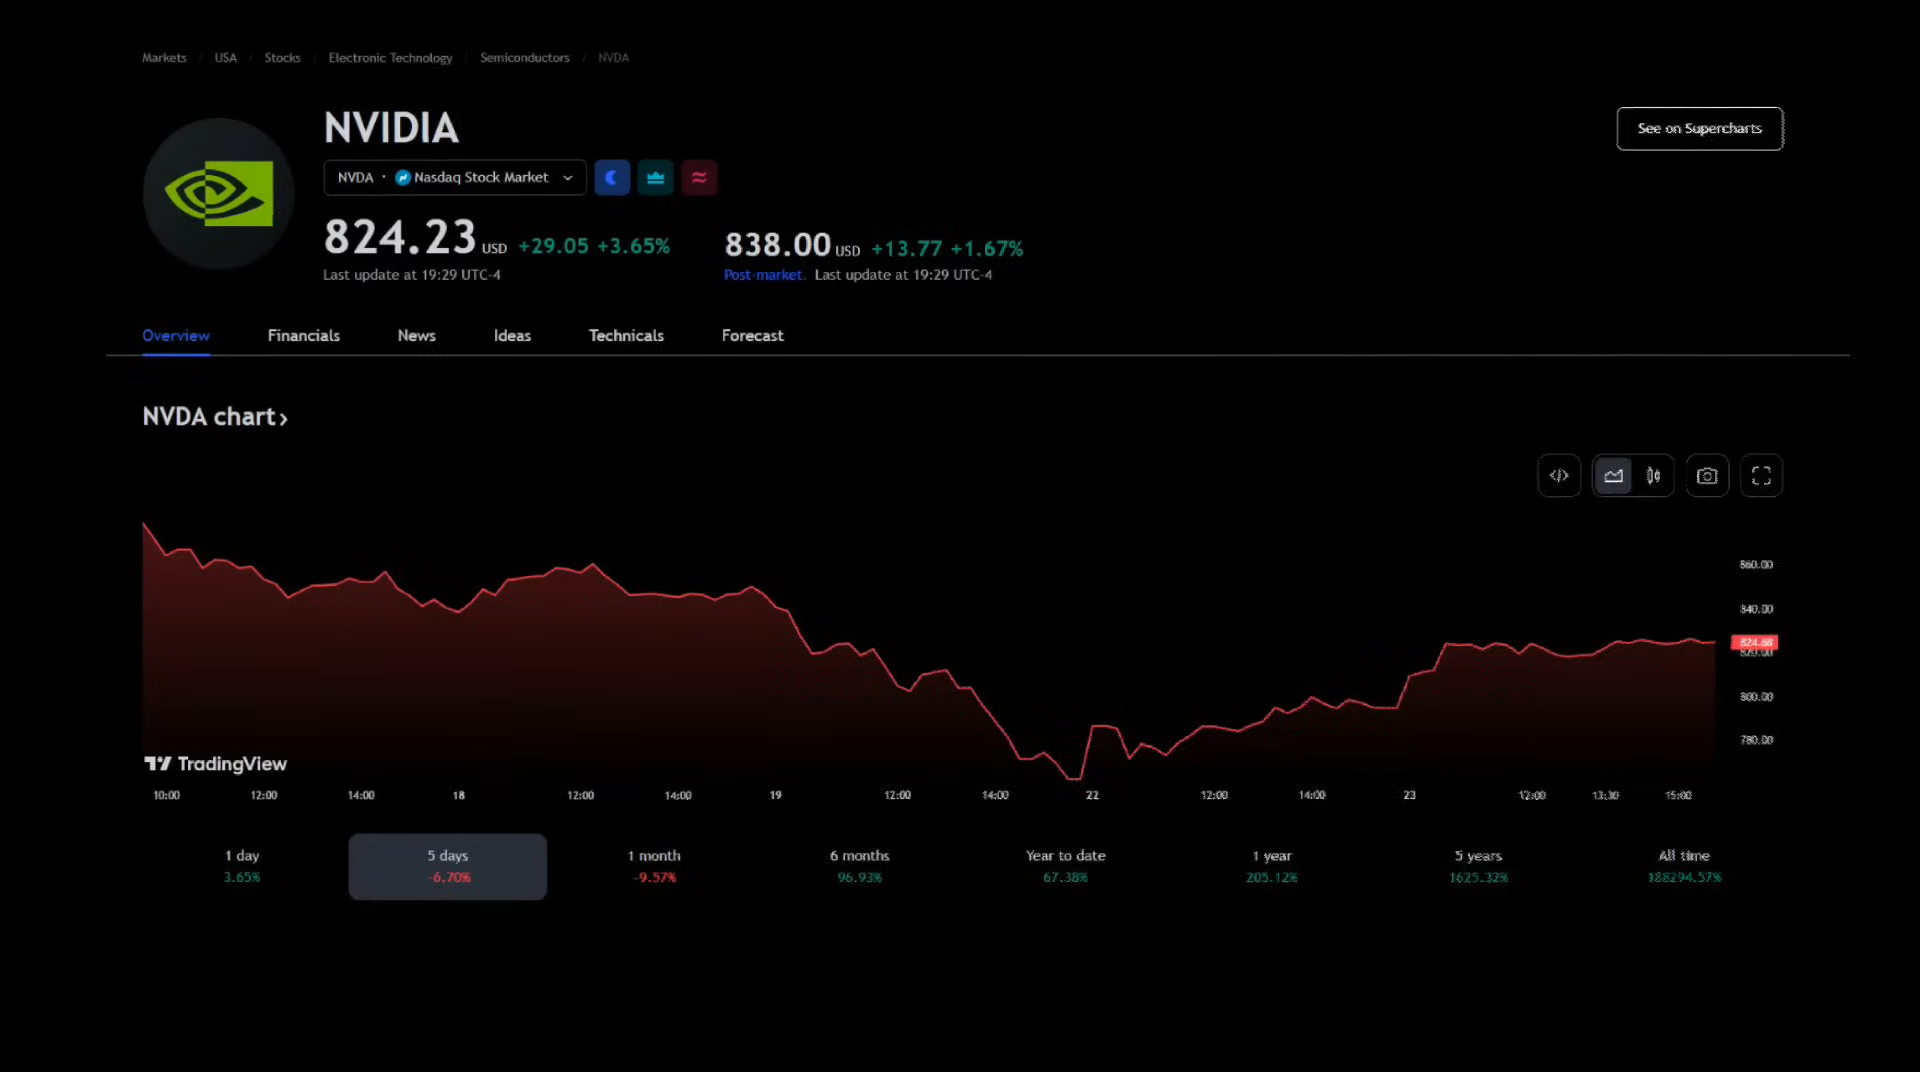 Markets / USA / Stocks / Electronic Technology / Semiconductors / NVDA
NVIDIA
See on Supercharts
NVDA · Nasdaq Stock Market
824.23 USD +29.05 +3.65%
838.00 USD +13.77 +1.67%
Last update at 19:29 UTC-4
Post-market. Last update at 19:29 UTC-4
Overview Financials News Ideas Technicals Forecast
NVDA chart ›
860.00
840.00
824.68
820.00
800.00
780.00
TradingView
10:00 12:00 14:00 18 12:00 14:00 19 12:00 14:00 22 12:00 14:00 23 12:00 13:30 15:00
1 day 5 days 1 month 6 months Year to date 1 year 5 years All time
3.65% -6.70% -9.57% 96.93% 67.38% 205.12% 1625.32% 188294.57%